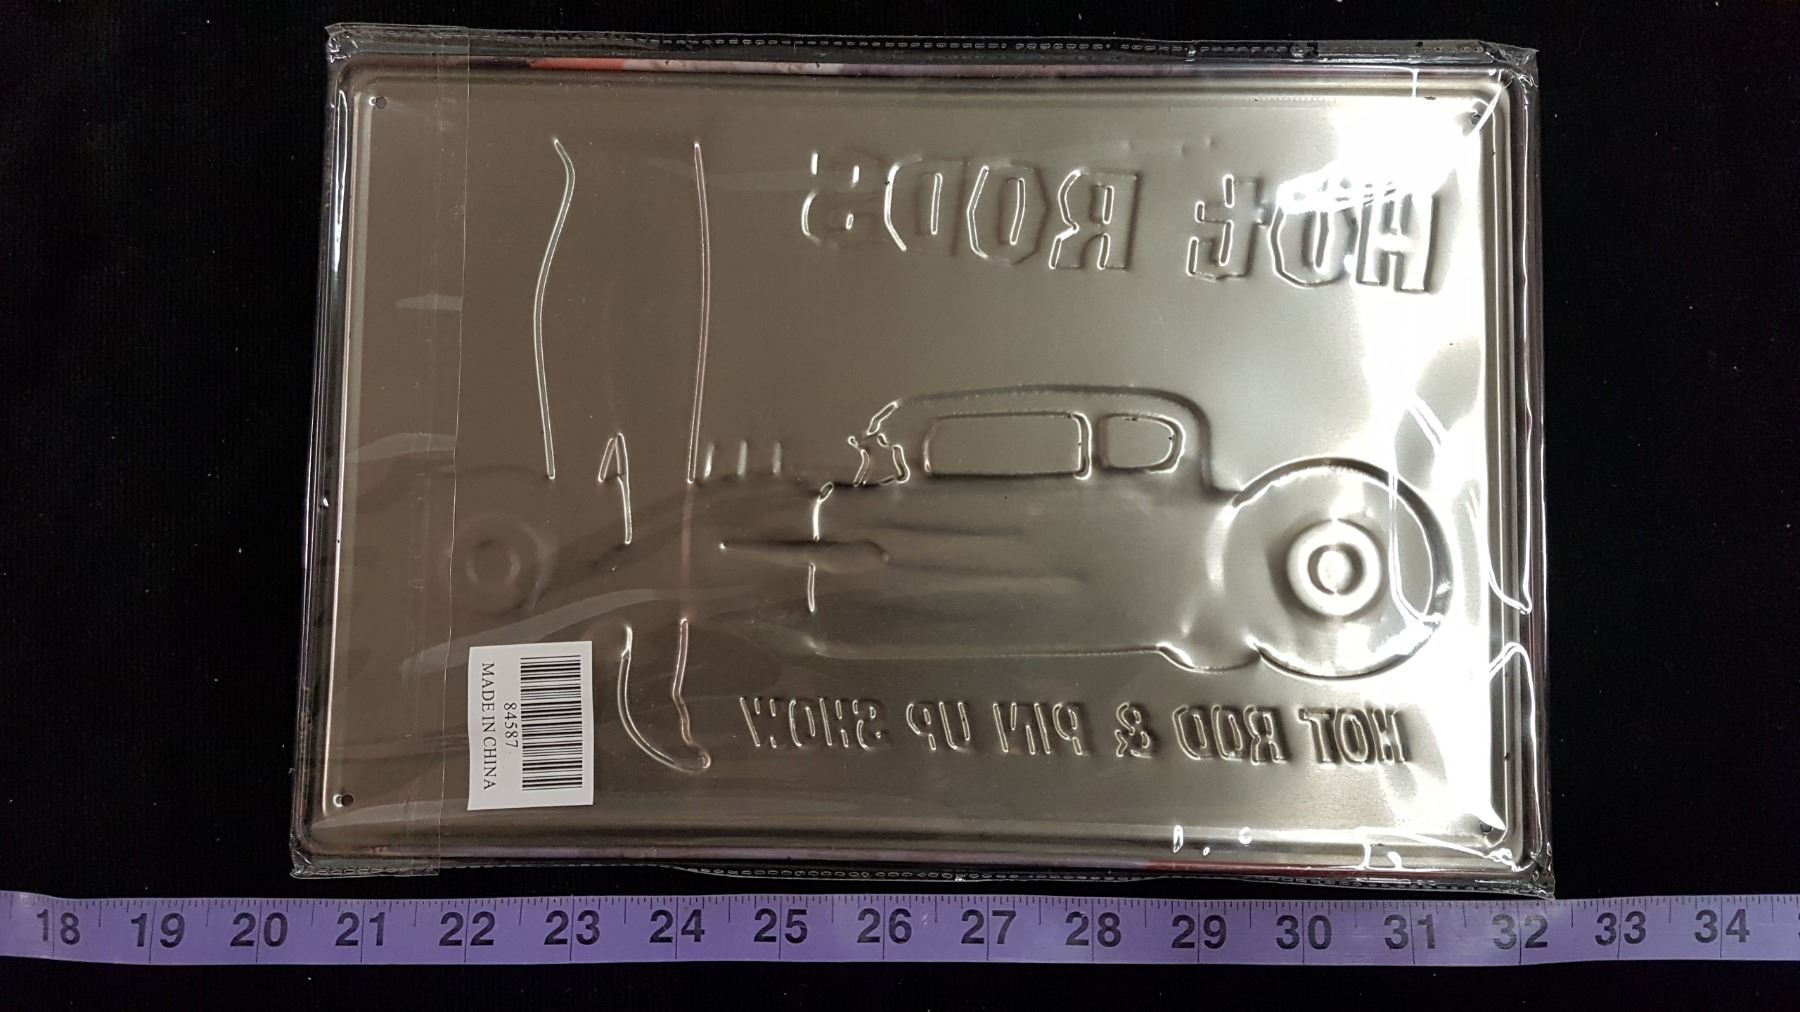 HOT RODS
HOT ROD & PIN UP SHOW
84587
MADE IN CHINA
18 19 20 21 22 23 24 25 26 27 28 29 30 31 32 33 34